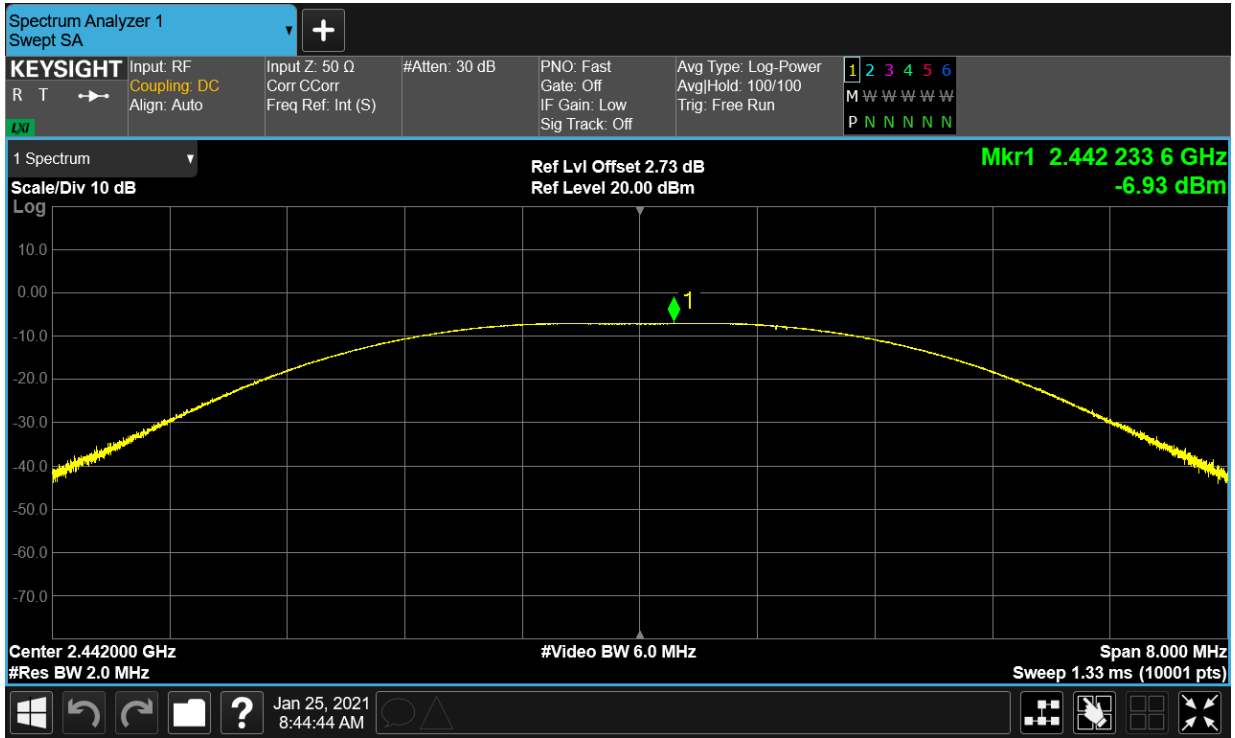 Spectrum Analyzer 1
Swept SA
KEYSIGHT
R T
LXI
Input: RF
Coupling: DC
Align: Auto
Input Z: 50 Ω
Corr CCorr
Freq Ref: Int (S)
#Atten: 30 dB
PNO: Fast
Gate: Off
IF Gain: Low
Sig Track: Off
Avg Type: Log-Power
Avg|Hold: 100/100
Trig: Free Run
1 2 3 4 5 6
M W W W W W
P N N N N N
1 Spectrum
Scale/Div 10 dB
Log
Ref Lvl Offset 2.73 dB
Ref Level 20.00 dBm
Mkr1 2.442 233 6 GHz
-6.93 dBm
10.0
0.00
-10.0
-20.0
-30.0
-40.0
-50.0
-60.0
-70.0
1
Center 2.442000 GHz
#Res BW 2.0 MHz
#Video BW 6.0 MHz
Span 8.000 MHz
Sweep 1.33 ms (10001 pts)
?
Jan 25, 2021
8:44:44 AM